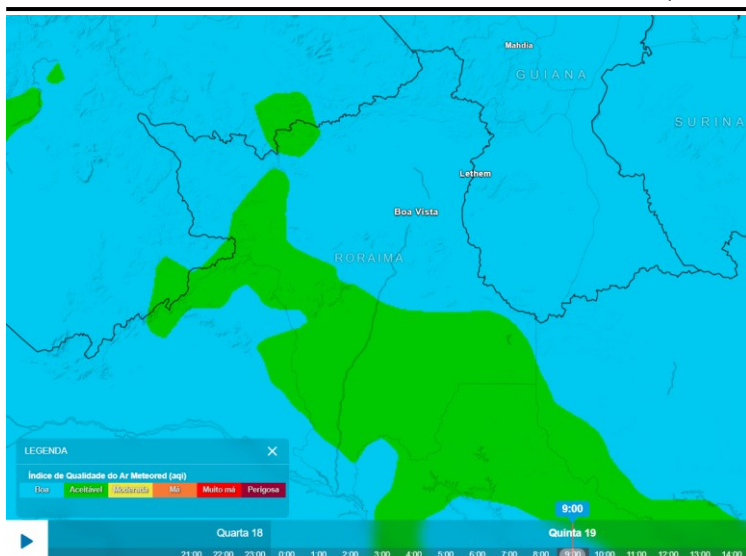 Mahdia
GUIANA
SURINA
Lethem
Boa Vista
RORAIMA
LEGENDA
Índice de Qualidade do Ar Meteored (aqi)
Boa Aceitável Moderada Má Muito má Perigosa
9:00
Quarta 18 Quinta 19
21:00 22:00 23:00 0:00 1:00 2:00 3:00 4:00 5:00 6:00 7:00 8:00 9:00 10:00 11:00 12:00 13:00 14:00